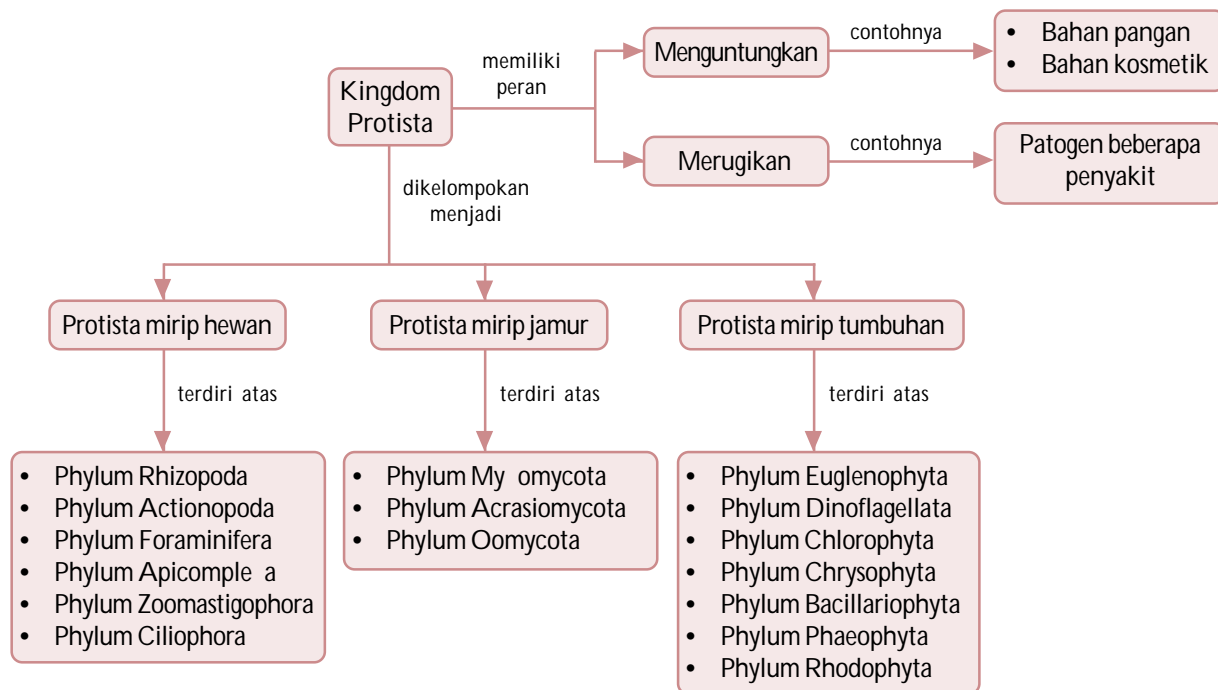 Kingdom
Protista
memiliki
peran
Menguntungkan
contohnya
• Bahan pangan
• Bahan kosmetik
Merugikan
contohnya
Patogen beberapa
penyakit
dikelompokan
menjadi
Protista mirip hewan
Protista mirip jamur
Protista mirip tumbuhan
terdiri atas
terdiri atas
terdiri atas
• Phylum Rhizopoda
• Phylum Actionopoda
• Phylum Foraminifera
• Phylum Apicomple a
• Phylum Zoomastigophora
• Phylum Ciliophora
• Phylum My omycota
• Phylum Acrasiomycota
• Phylum Oomycota
• Phylum Euglenophyta
• Phylum Dinoflagellata
• Phylum Chlorophyta
• Phylum Chrysophyta
• Phylum Bacillariophyta
• Phylum Phaeophyta
• Phylum Rhodophyta